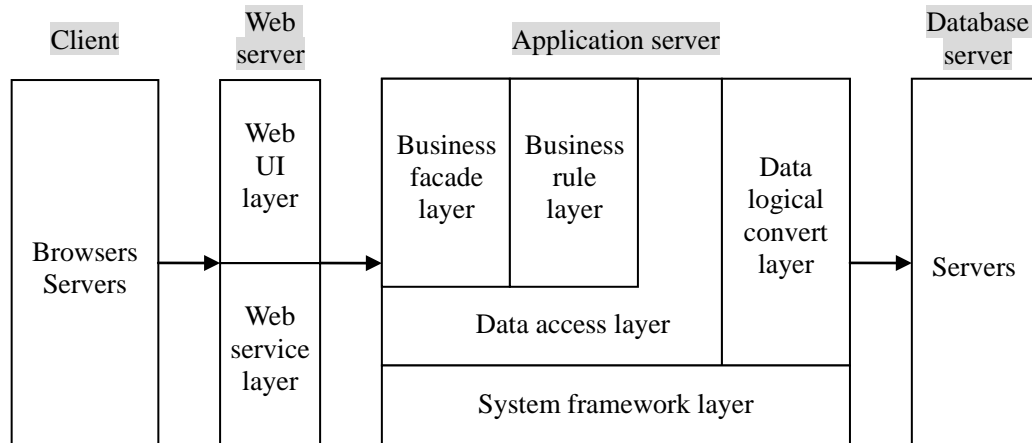 Client
Web
server
Application server
Database
server
Browsers
Servers
Web
UI
layer
Web
service
layer
Business
facade
layer
Business
rule
layer
Data
logical
convert
layer
Data access layer
System framework layer
Servers